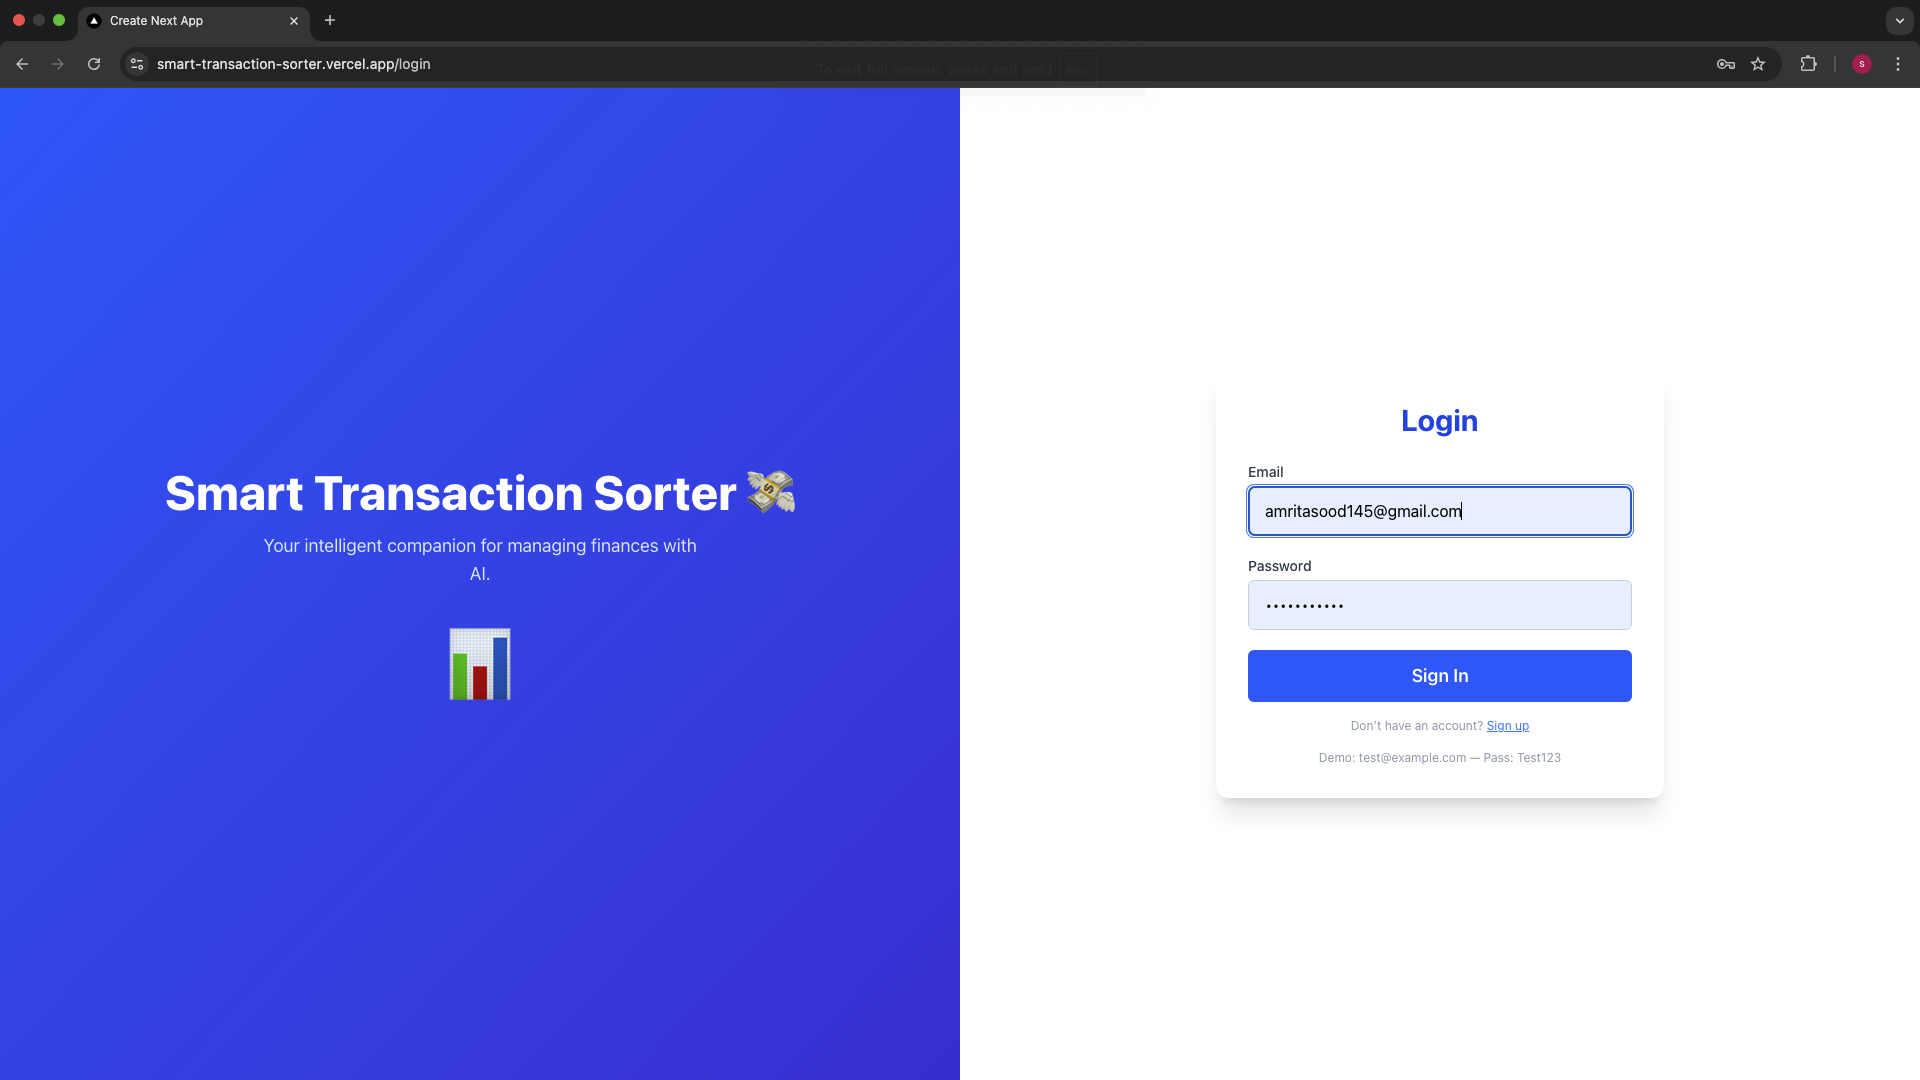 Create Next App
smart-transaction-sorter.vercel.app/login
s
To exit full screen, press and hold esc
Smart Transaction Sorter
Your intelligent companion for managing finances with
AI.
Login
Email
amritasood145@gmail.com
Password
Sign In
Don't have an account? Sign up
Demo: test@example.com — Pass: Test123